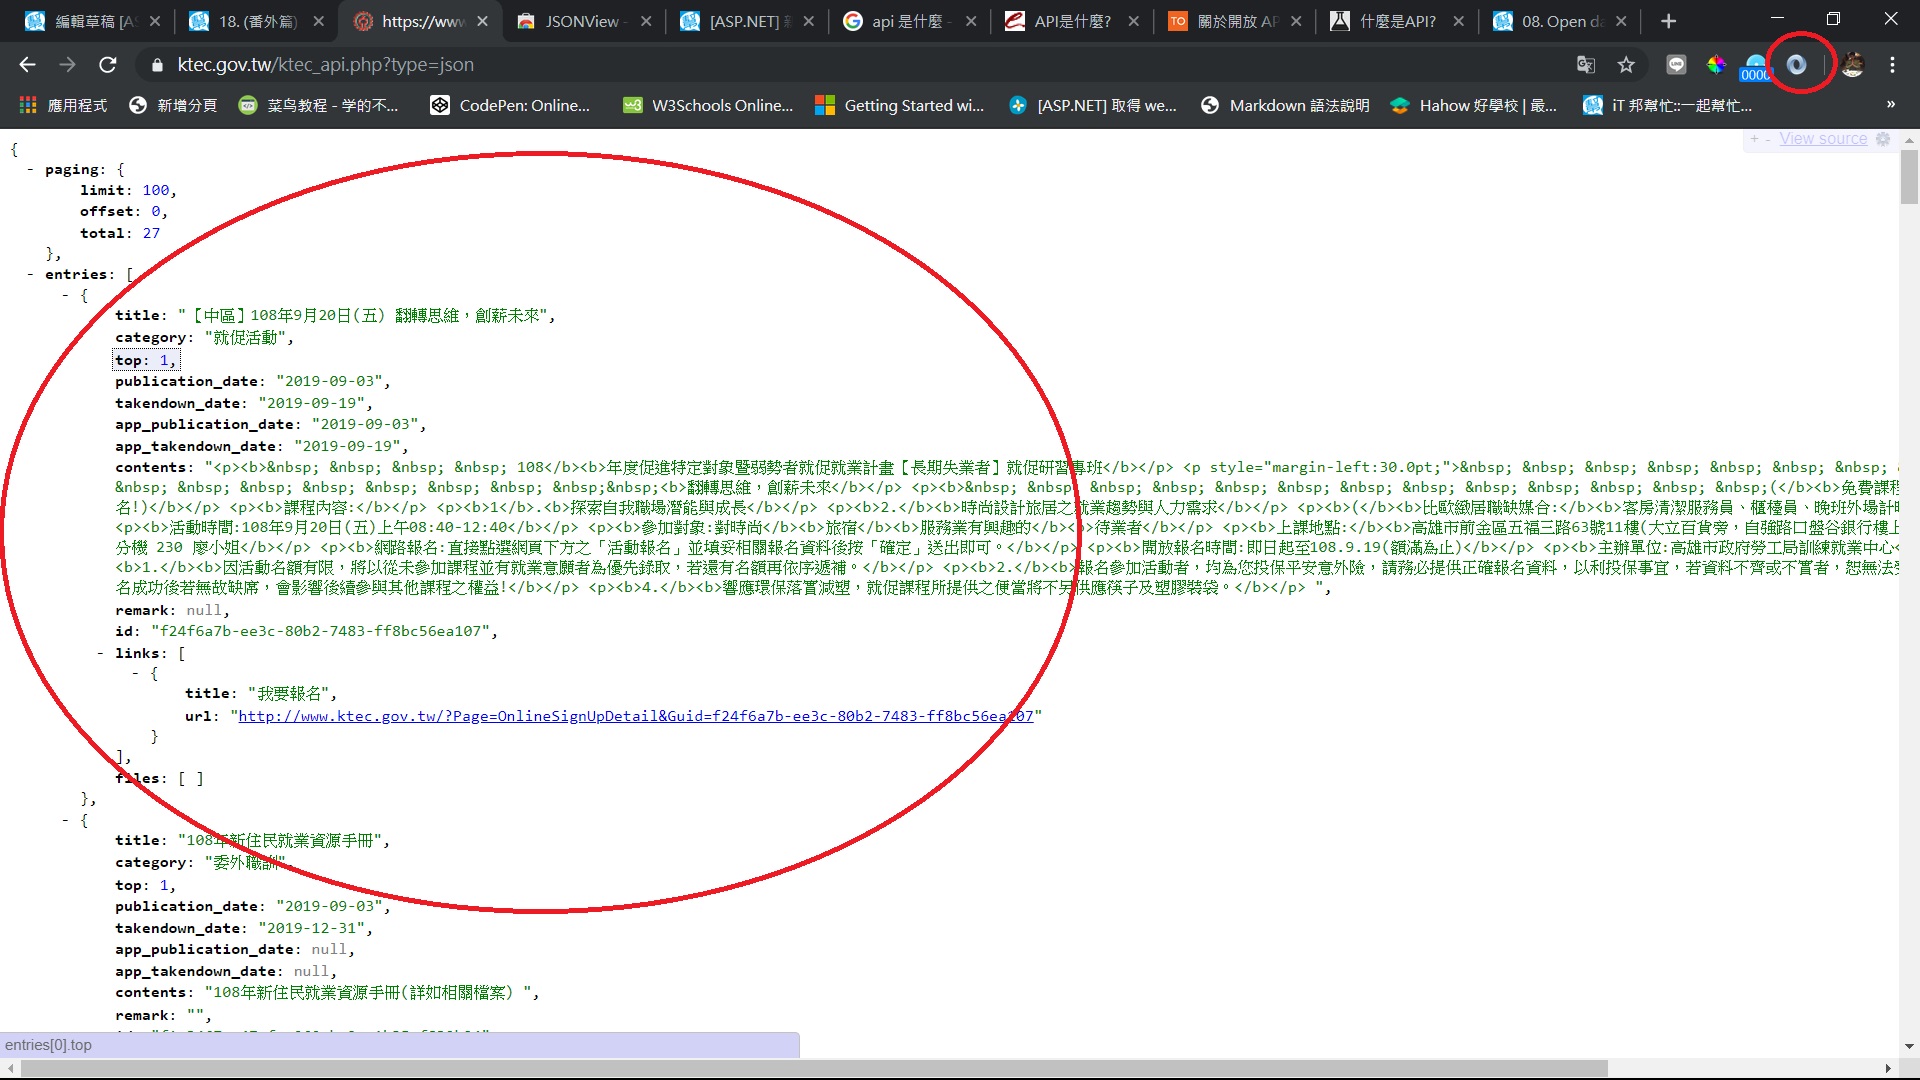 編輯草稿 [AS
18. (番外篇)
https://www
JSONView -
[ASP.NET] 新
api 是什麼 -
API是什麼?
關於開放 AP
什麼是API?
08. Open da
ktec.gov.tw/ktec_api.php?type=json
0000
應用程式
新增分頁
菜鸟教程 - 学的不...
CodePen: Online...
W3Schools Online...
Getting Started wi...
[ASP.NET] 取得 we...
Markdown 語法說明
Hahow 好學校 | 最...
iT 邦幫忙::一起幫忙...
»
+ - View source
{
- paging: {
limit: 100,
offset: 0,
total: 27
},
- entries: [
- {
title: "【中區】108年9月20日(五) 翻轉思維，創薪未來",
category: "就促活動",
top: 1,
publication_date: "2019-09-03",
takendown_date: "2019-09-19",
app_publication_date: "2019-09-03",
app_takendown_date: "2019-09-19",
contents: "<p><b>&nbsp; &nbsp; &nbsp; &nbsp; 108</b><b>年度促進特定對象暨弱勢者就促就業計畫【長期失業者】就促研習專班</b></p> <p style="margin-left:30.0pt;">&nbsp; &nbsp; &nbsp; &nbsp; &nbsp; &nbsp; &nbsp;
&nbsp; &nbsp; &nbsp; &nbsp; &nbsp; &nbsp; &nbsp; &nbsp;&nbsp;<b>翻轉思維，創薪未來</b></p> <p><b>&nbsp; &nbsp; &nbsp; &nbsp; &nbsp; &nbsp; &nbsp; &nbsp; &nbsp; &nbsp; &nbsp; &nbsp; &nbsp;(</b><b>免費課程
名!)</b></p> <p><b>課程內容:</b></p> <p><b>1</b>.<b>探索自我職場潛能與成長</b></p> <p><b>2.</b><b>時尚設計旅店之就業趨勢與人力需求</b></p> <p><b>(</b><b>比歐緻居職缺媒合:</b><b>客房清潔服務員、櫃檯員、晚班外場計時
<p><b>活動時間:108年9月20日(五)上午08:40-12:40</b></p> <p><b>參加對象:對時尚</b><b>旅宿</b><b>服務業有興趣的</b><b>待業者</b></p> <p><b>上課地點:</b><b>高雄市前金區五福三路63號11樓(大立百貨旁，自強路口盤谷銀行樓上
分機 230 廖小姐</b></p> <p><b>網路報名:直接點選網頁下方之「活動報名」並填妥相關報名資料後按「確定」送出即可。</b></p> <p><b>開放報名時間:即日起至108.9.19(額滿為止)</b></p> <p><b>主辦單位:高雄市政府勞工局訓練就業中心<
<b>1.</b><b>因活動名額有限，將以從未參加課程並有就業意願者為優先錄取，若還有名額再依序遞補。</b></p> <p><b>2.</b><b>報名參加活動者，均為您投保平安意外險，請務必提供正確報名資料，以利投保事宜，若資料不齊或不實者，恕無法受
名成功後若無故缺席，會影響後續參與其他課程之權益!</b></p> <p><b>4.</b><b>響應環保落實減塑，就促課程所提供之便當將不另供應筷子及塑膠裝袋。</b></p> ",
remark: null,
id: "f24f6a7b-ee3c-80b2-7483-ff8bc56ea107",
- links: [
- {
title: "我要報名",
url: "http://www.ktec.gov.tw/?Page=OnlineSignUpDetail&Guid=f24f6a7b-ee3c-80b2-7483-ff8bc56ea107"
}
],
files: [ ]
},
- {
title: "108年新住民就業資源手冊",
category: "委外職訓",
top: 1,
publication_date: "2019-09-03",
takendown_date: "2019-12-31",
app_publication_date: null,
app_takendown_date: null,
contents: "108年新住民就業資源手冊(詳如相關檔案) ",
remark: "",
entries[0].top